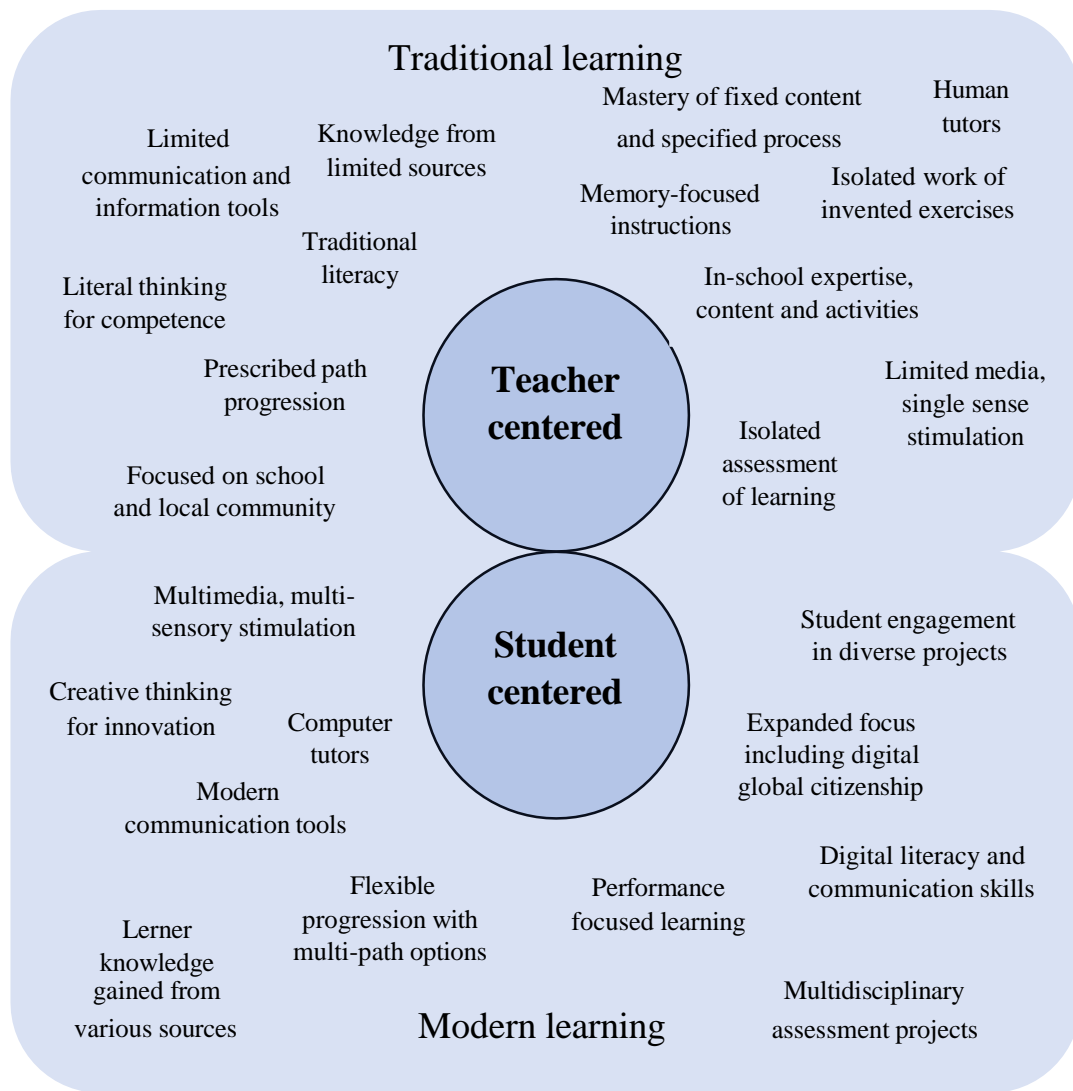 Traditional learning
Mastery of fixed content
and specified process
Human
tutors
Limited
communication and
information tools
Knowledge from
limited sources
Memory-focused
instructions
Isolated work of
invented exercises
Traditional
literacy
Literal thinking
for competence
In-school expertise,
content and activities
Prescribed path
progression
Teacher
centered
Limited media,
single sense
stimulation
Isolated
assessment
of learning
Focused on school
and local community
Multimedia, multi-
sensory stimulation
Student
centered
Student engagement
in diverse projects
Creative thinking
for innovation
Computer
tutors
Expanded focus
including digital
global citizenship
Modern
communication tools
Digital literacy and
communication skills
Flexible
progression with
multi-path options
Performance
focused learning
Lerner
knowledge
gained from
various sources
Multidisciplinary
assessment projects
Modern learning